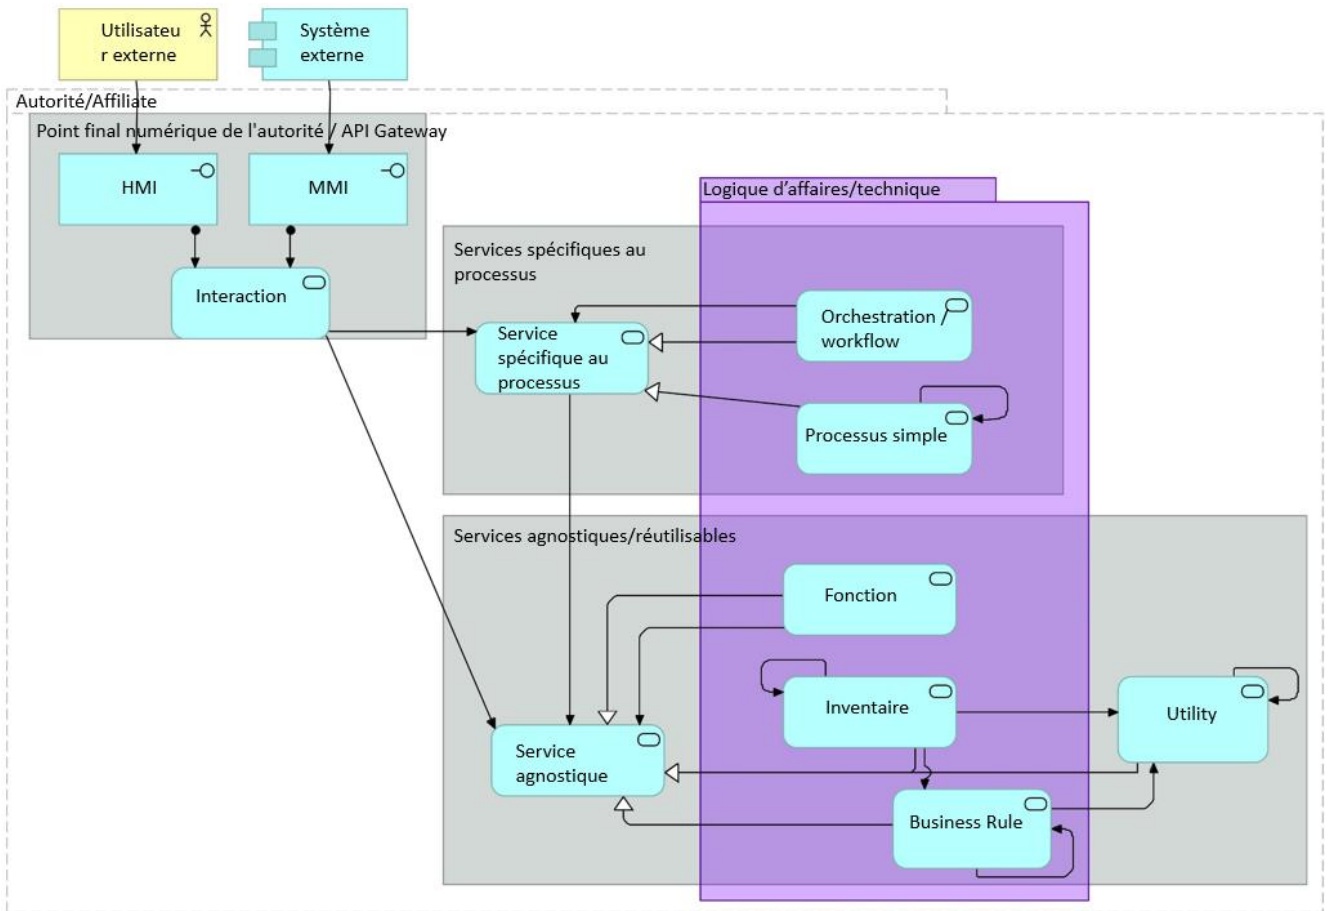 Utilisateu
r externe
Système
externe
Autorité/Affiliate
Point final numérique de l'autorité / API Gateway
HMI
MMI
Interaction
Logique d’affaires/technique
Services spécifiques au
processus
Service
spécifique au
processus
Orchestration /
workflow
Processus simple
Services agnostiques/réutilisables
Fonction
Inventaire
Utility
Service
agnostique
Business Rule